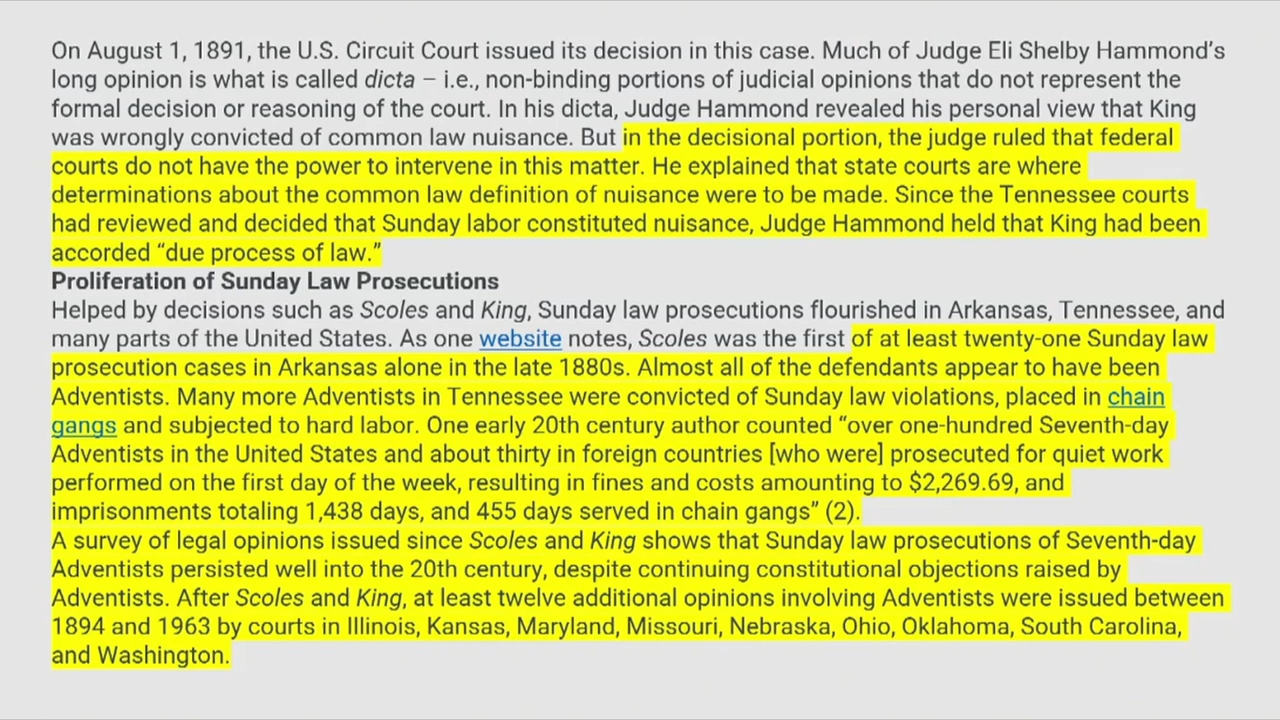 On August 1, 1891, the U.S. Circuit Court issued its decision in this case. Much of Judge Eli Shelby Hammond’s
long opinion is what is called dicta – i.e., non-binding portions of judicial opinions that do not represent the
formal decision or reasoning of the court. In his dicta, Judge Hammond revealed his personal view that King
was wrongly convicted of common law nuisance. But in the decisional portion, the judge ruled that federal
courts do not have the power to intervene in this matter. He explained that state courts are where
determinations about the common law definition of nuisance were to be made. Since the Tennessee courts
had reviewed and decided that Sunday labor constituted nuisance, Judge Hammond held that King had been
accorded “due process of law.”
Proliferation of Sunday Law Prosecutions
Helped by decisions such as Scoles and King, Sunday law prosecutions flourished in Arkansas, Tennessee, and
many parts of the United States. As one website notes, Scoles was the first of at least twenty-one Sunday law
prosecution cases in Arkansas alone in the late 1880s. Almost all of the defendants appear to have been
Adventists. Many more Adventists in Tennessee were convicted of Sunday law violations, placed in chain
gangs and subjected to hard labor. One early 20th century author counted “over one-hundred Seventh-day
Adventists in the United States and about thirty in foreign countries [who were] prosecuted for quiet work
performed on the first day of the week, resulting in fines and costs amounting to $2,269.69, and
imprisonments totaling 1,438 days, and 455 days served in chain gangs” (2).
A survey of legal opinions issued since Scoles and King shows that Sunday law prosecutions of Seventh-day
Adventists persisted well into the 20th century, despite continuing constitutional objections raised by
Adventists. After Scoles and King, at least twelve additional opinions involving Adventists were issued between
1894 and 1963 by courts in Illinois, Kansas, Maryland, Missouri, Nebraska, Ohio, Oklahoma, South Carolina,
and Washington.